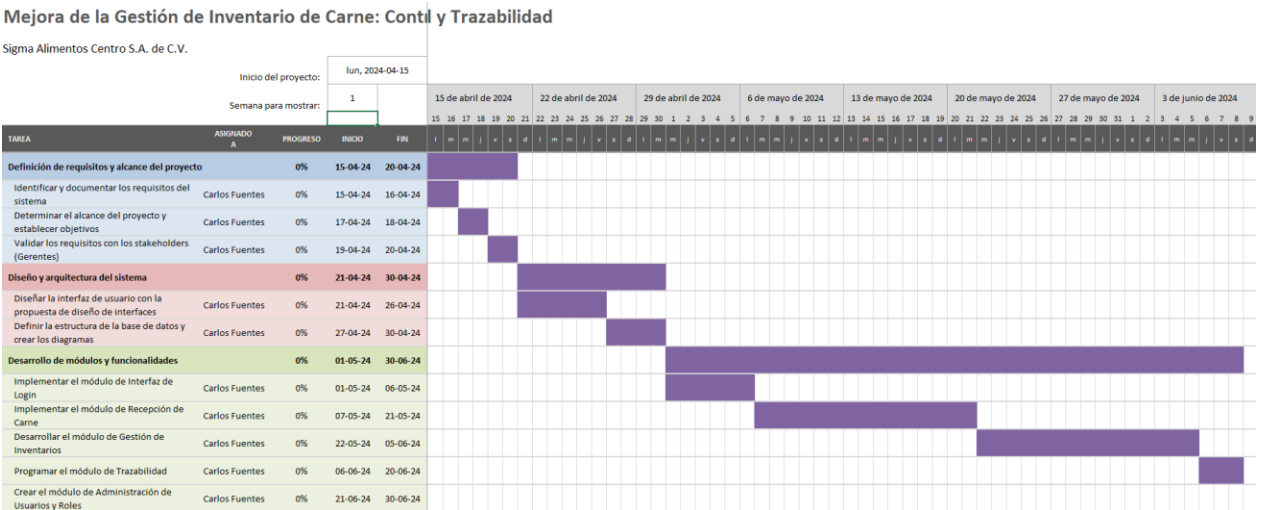 Mejora de la Gestión de Inventario de Carne: Contl y Trazabilidad
Sigma Alimentos Centro S.A. de C.V.
Inicio del proyecto: lun, 2024-04-15
Semana para mostrar: 1
15 de abril de 2024 22 de abril de 2024 29 de abril de 2024 6 de mayo de 2024 13 de mayo de 2024 20 de mayo de 2024 27 de mayo de 2024 3 de junio de 2024
15 16 17 18 19 20 21 22 23 24 25 26 27 28 29 30 1 2 3 4 5 6 7 8 9 10 11 12 13 14 15 16 17 18 19 20 21 22 23 24 25 26 27 28 29 30 31 1 2 3 4 5 6 7 8 9
TAREA ASIGNADO A PROGRESO INICIO FIN l m m j v s d l m m j v s d l m m j v s d l m m j v s d l m m j v s d l m m j v s d l m m j v s d l m m j v s d
Definición de requisitos y alcance del proyecto 0% 15-04-24 20-04-24
Identificar y documentar los requisitos del
sistema Carlos Fuentes 0% 15-04-24 16-04-24
Determinar el alcance del proyecto y
establecer objetivos Carlos Fuentes 0% 17-04-24 18-04-24
Validar los requisitos con los stakeholders
(Gerentes) Carlos Fuentes 0% 19-04-24 20-04-24
Diseño y arquitectura del sistema 0% 21-04-24 30-04-24
Diseñar la interfaz de usuario con la
propuesta de diseño de interfaces Carlos Fuentes 0% 21-04-24 26-04-24
Definir la estructura de la base de datos y
crear los diagramas Carlos Fuentes 0% 27-04-24 30-04-24
Desarrollo de módulos y funcionalidades 0% 01-05-24 30-06-24
Implementar el módulo de Interfaz de
Login Carlos Fuentes 0% 01-05-24 06-05-24
Implementar el módulo de Recepción de
Carne Carlos Fuentes 0% 07-05-24 21-05-24
Desarrollar el módulo de Gestión de
Inventarios Carlos Fuentes 0% 22-05-24 05-06-24
Programar el módulo de Trazabilidad Carlos Fuentes 0% 06-06-24 20-06-24
Crear el módulo de Administración de
Usuarios y Roles Carlos Fuentes 0% 21-06-24 30-06-24